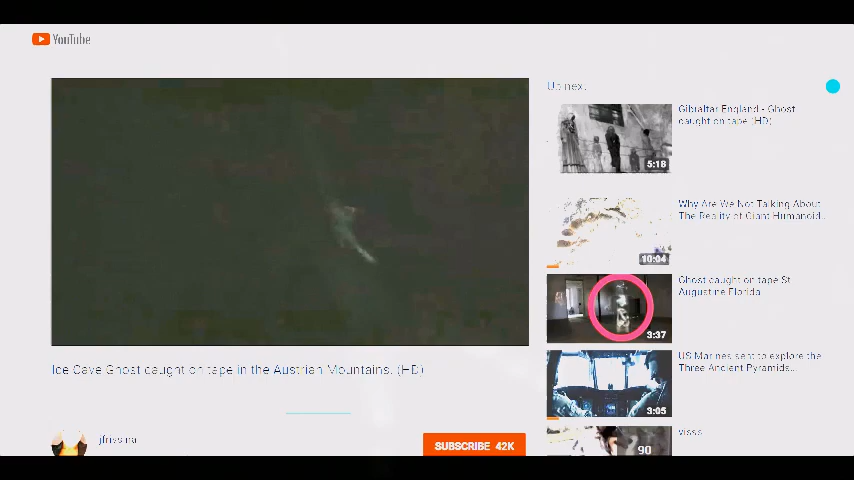 YouTube
Up next
Gibraltar England - Ghost
caught on tape (HD)
5:18
Why Are We Not Talking About
The Reality of Giant Humanoid..
10:04
Ghost caught on tape St
Augustine Florida
3:37
US Marines sent to explore the
Three Ancient Pyramids...
3:05
visss
90
Ice Cave Ghost caught on tape in the Austrian Mountains. (HD)
jfrissina
SUBSCRIBE 42K